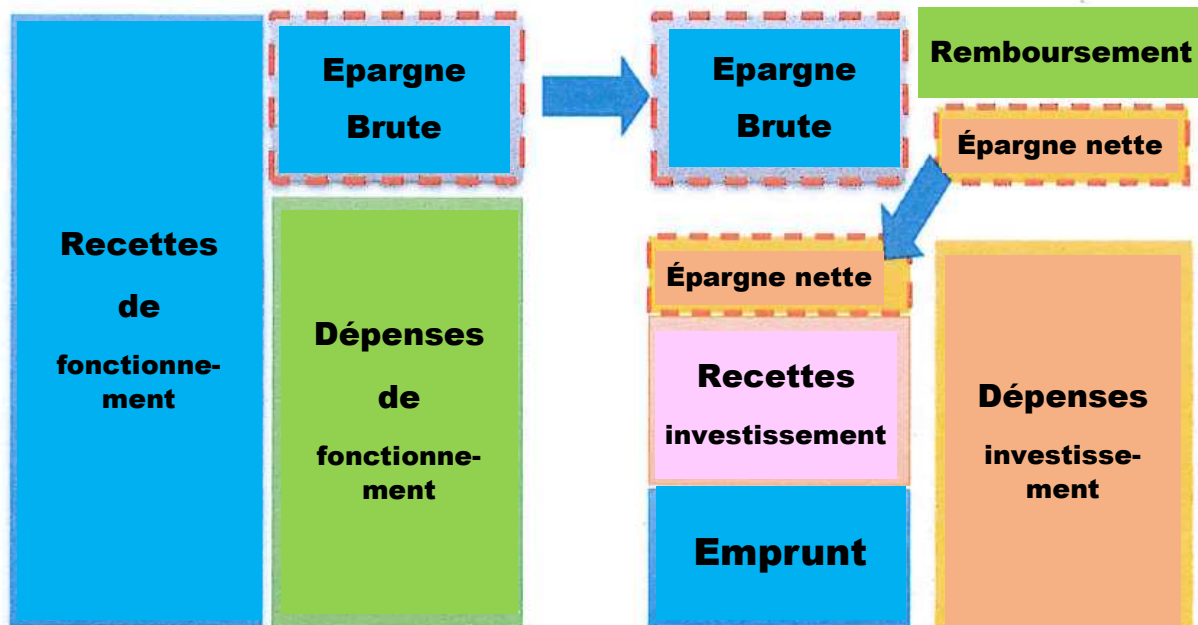 Recettes
de
fonctionne-
ment
Epargne
Brute
Dépenses
de
fonctionne-
ment
Epargne
Brute
Remboursement
Épargne nette
Épargne nette
Recettes
investissement
Emprunt
Dépenses
investisse-
ment